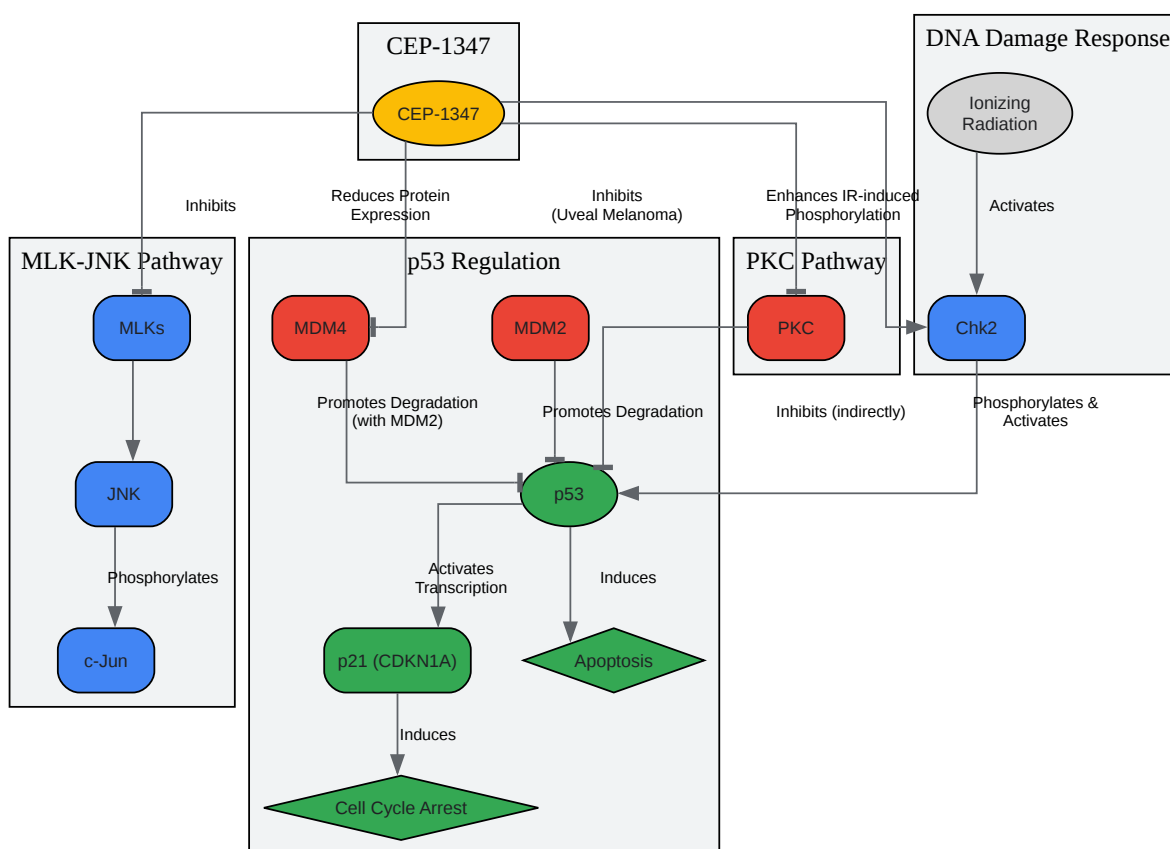 CEP-1347
DNA Damage Response
CEP-1347
Ionizing
Radiation
Inhibits
Reduces Protein
Expression
Inhibits
(Uveal Melanoma)
Enhances IR-induced
Phosphorylation
Activates
MLK-JNK Pathway
p53 Regulation
PKC Pathway
MLKs
MDM4
MDM2
PKC
Chk2
Promotes Degradation
(with MDM2)
Promotes Degradation
Inhibits (indirectly)
Phosphorylates &
Activates
JNK
p53
Phosphorylates
Activates
Transcription
Induces
c-Jun
p21 (CDKN1A)
Apoptosis
Induces
Cell Cycle Arrest